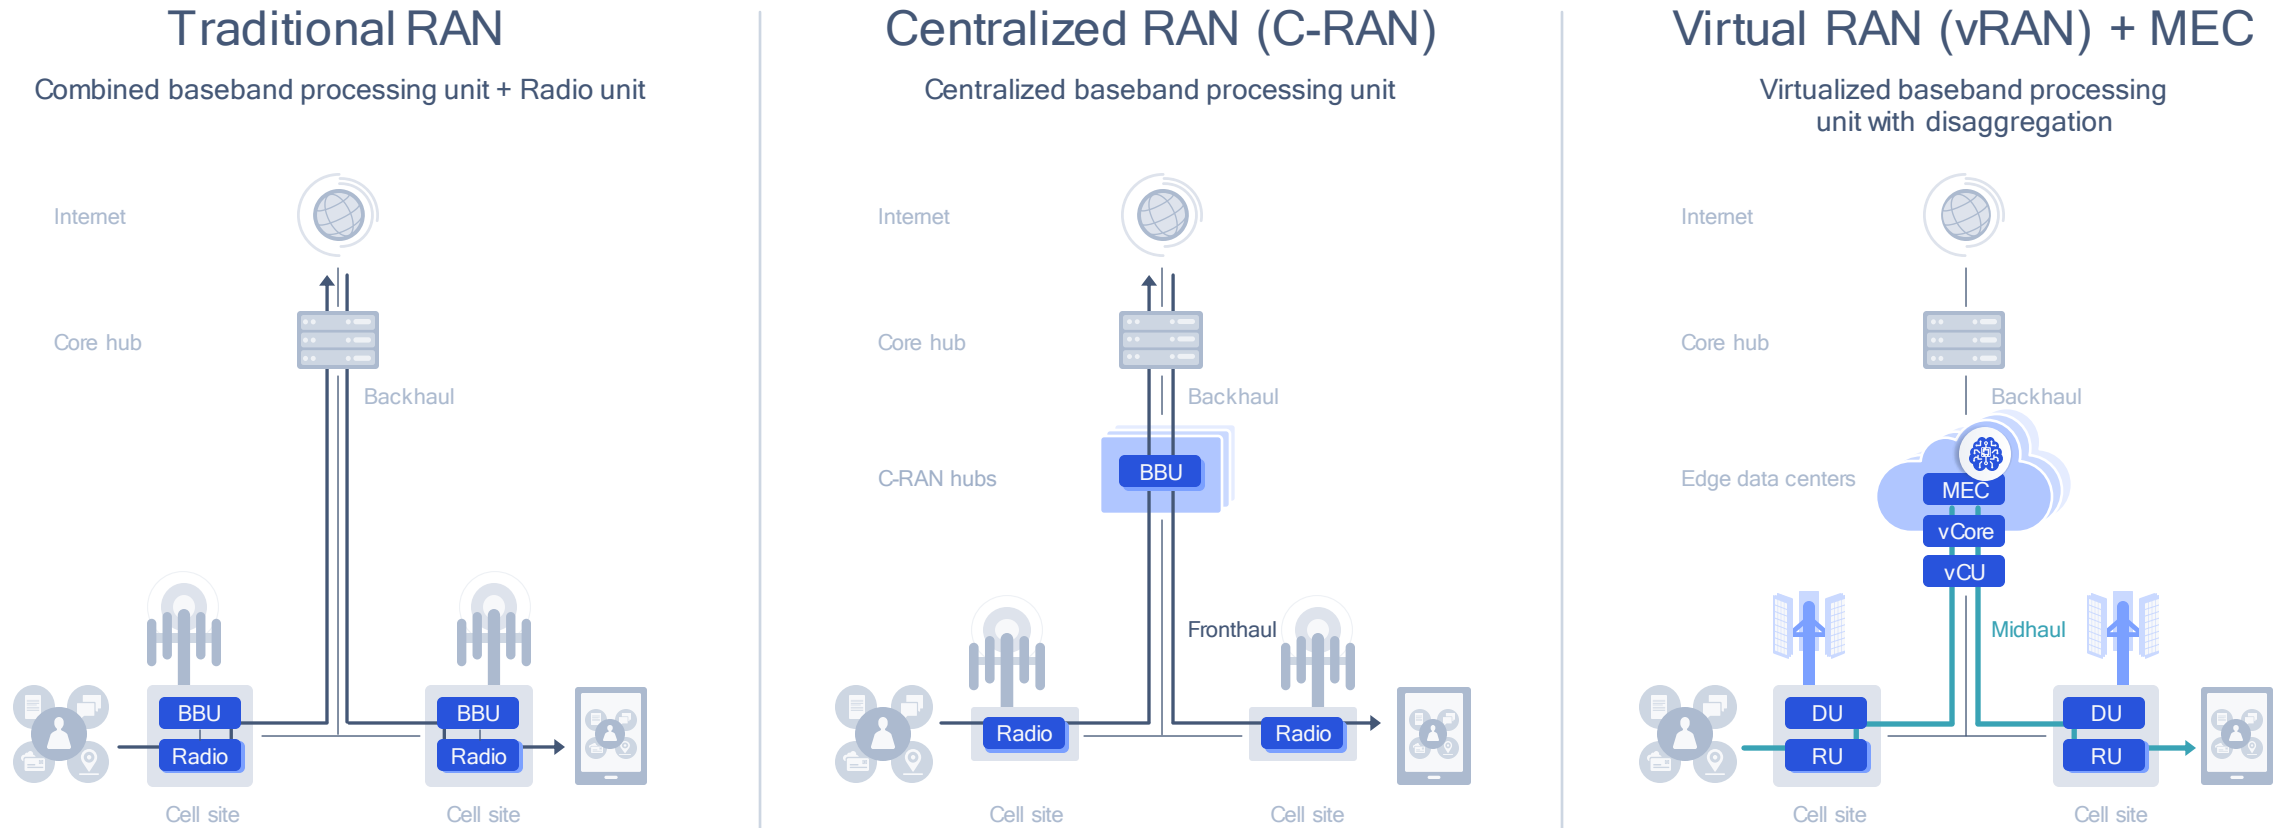 Traditional RAN
Combined baseband processing unit + Radio unit
Internet
Core hub
Backhaul
BBU
Radio
BBU
Radio
Cell site
Cell site
Centralized RAN (C-RAN)
Centralized baseband processing unit
Internet
Core hub
Backhaul
C-RAN hubs
BBU
Fronthaul
Radio
Radio
Cell site
Cell site
Virtual RAN (vRAN) + MEC
Virtualized baseband processing
unit with disaggregation
Internet
Core hub
Backhaul
Edge data centers
MEC
vCore
vCU
Midhaul
DU
RU
DU
RU
Cell site
Cell site